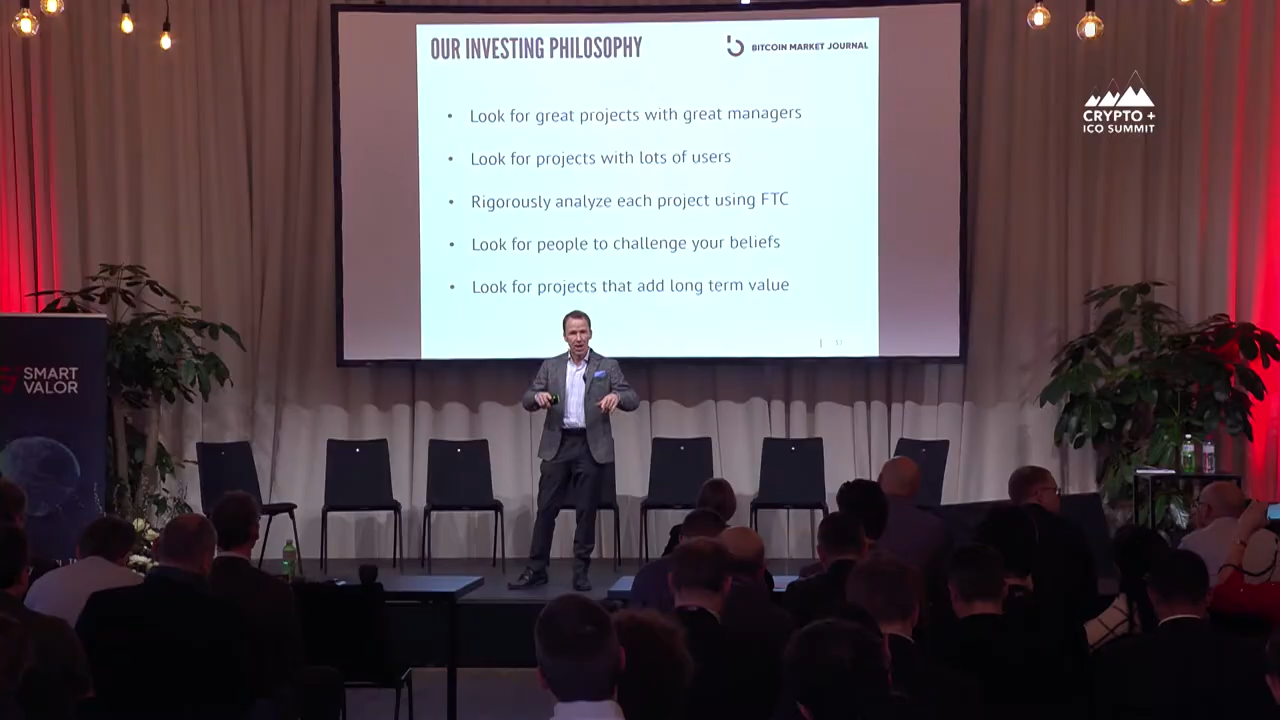 OUR INVESTING PHILOSOPHY
BITCOIN MARKET JOURNAL
• Look for great projects with great managers
• Look for projects with lots of users
• Rigorously analyze each project using FTC
• Look for people to challenge your beliefs
• Look for projects that add long term value
CRYPTO +
ICO SUMMIT
SMART
VALOR